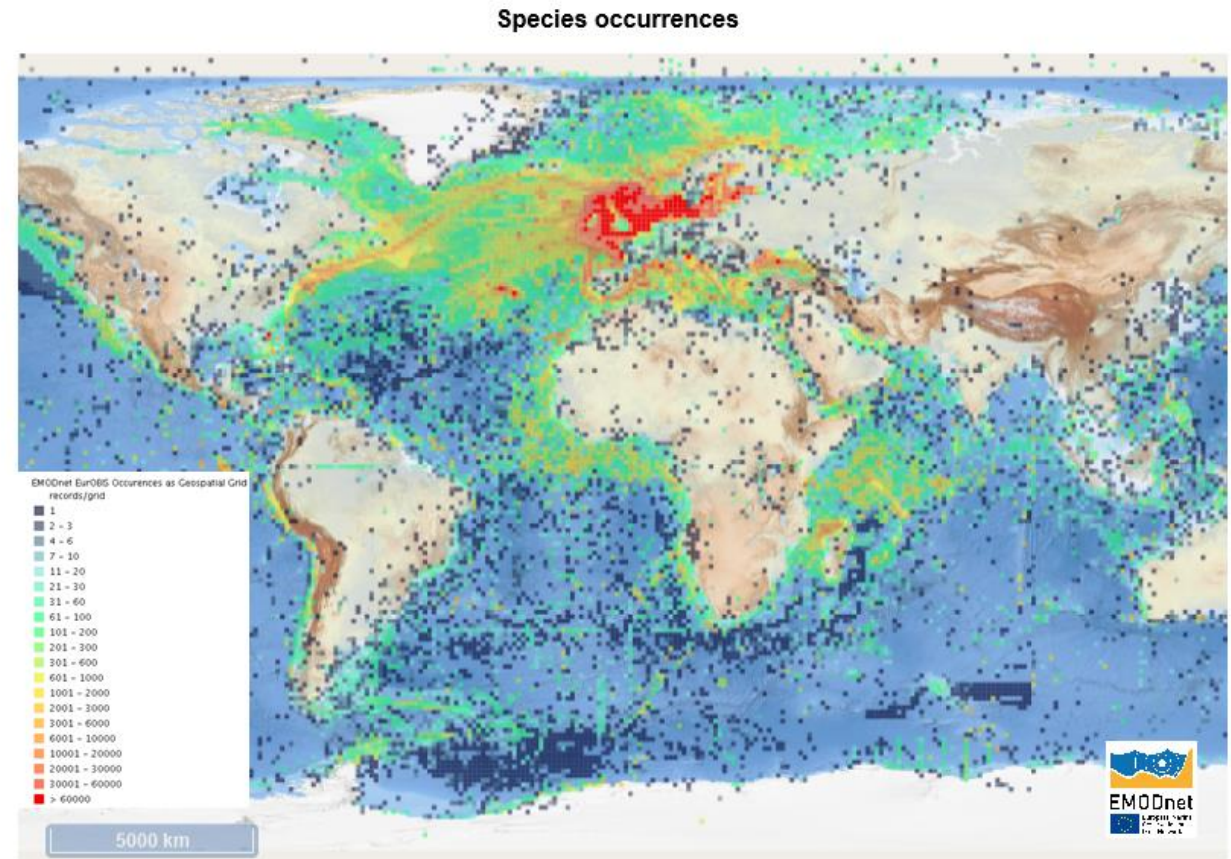 Species occurrences
EMODnet EurOBIS Occurences as Geospatial Grid
records/grid
1
2 - 3
4 - 6
7 - 10
11 - 20
21 - 30
31 - 60
61 - 100
101 - 200
201 - 300
301 - 600
601 - 1000
1001 - 2000
2001 - 3000
3001 - 6000
6001 - 10000
10001 - 20000
20001 - 30000
30001 - 60000
> 60000
5000 km
EMODnet